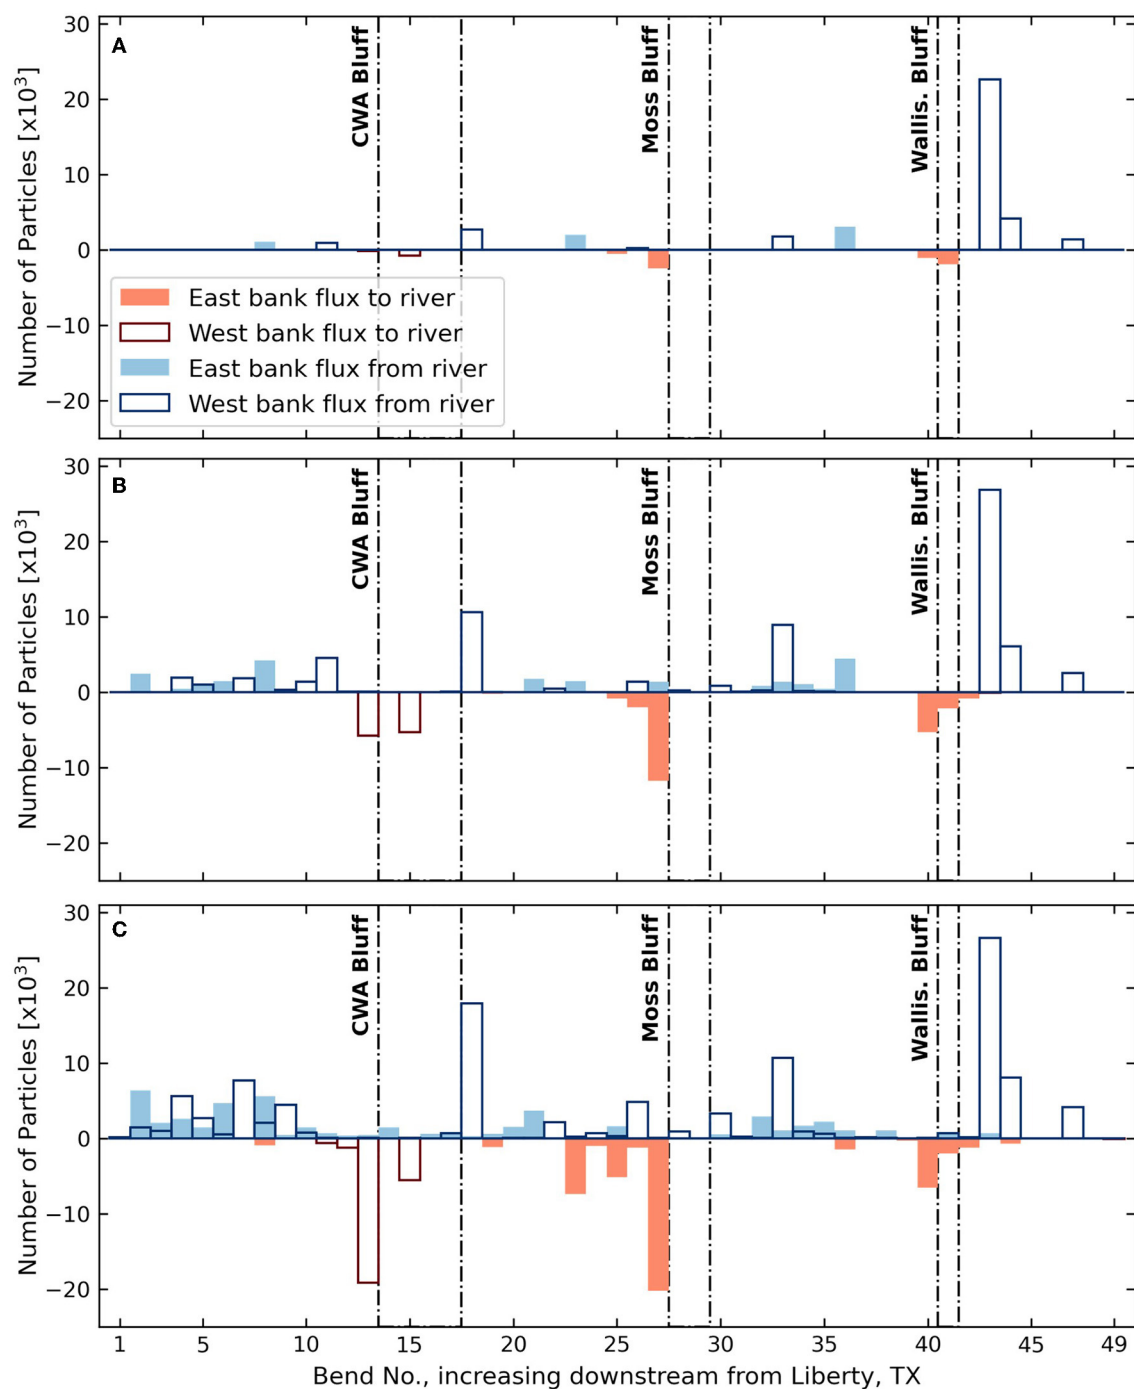 A
Number of Particles [x10³]
30
20
10
0
−10
−20
CWA Bluff
Moss Bluff
Wallis. Bluff
East bank flux to river
West bank flux to river
East bank flux from river
West bank flux from river
B
Number of Particles [x10³]
30
20
10
0
−10
−20
CWA Bluff
Moss Bluff
Wallis. Bluff
C
Number of Particles [x10³]
30
20
10
0
−10
−20
CWA Bluff
Moss Bluff
Wallis. Bluff
1 5 10 15 20 25 30 35 40 45 49
Bend No., increasing downstream from Liberty, TX